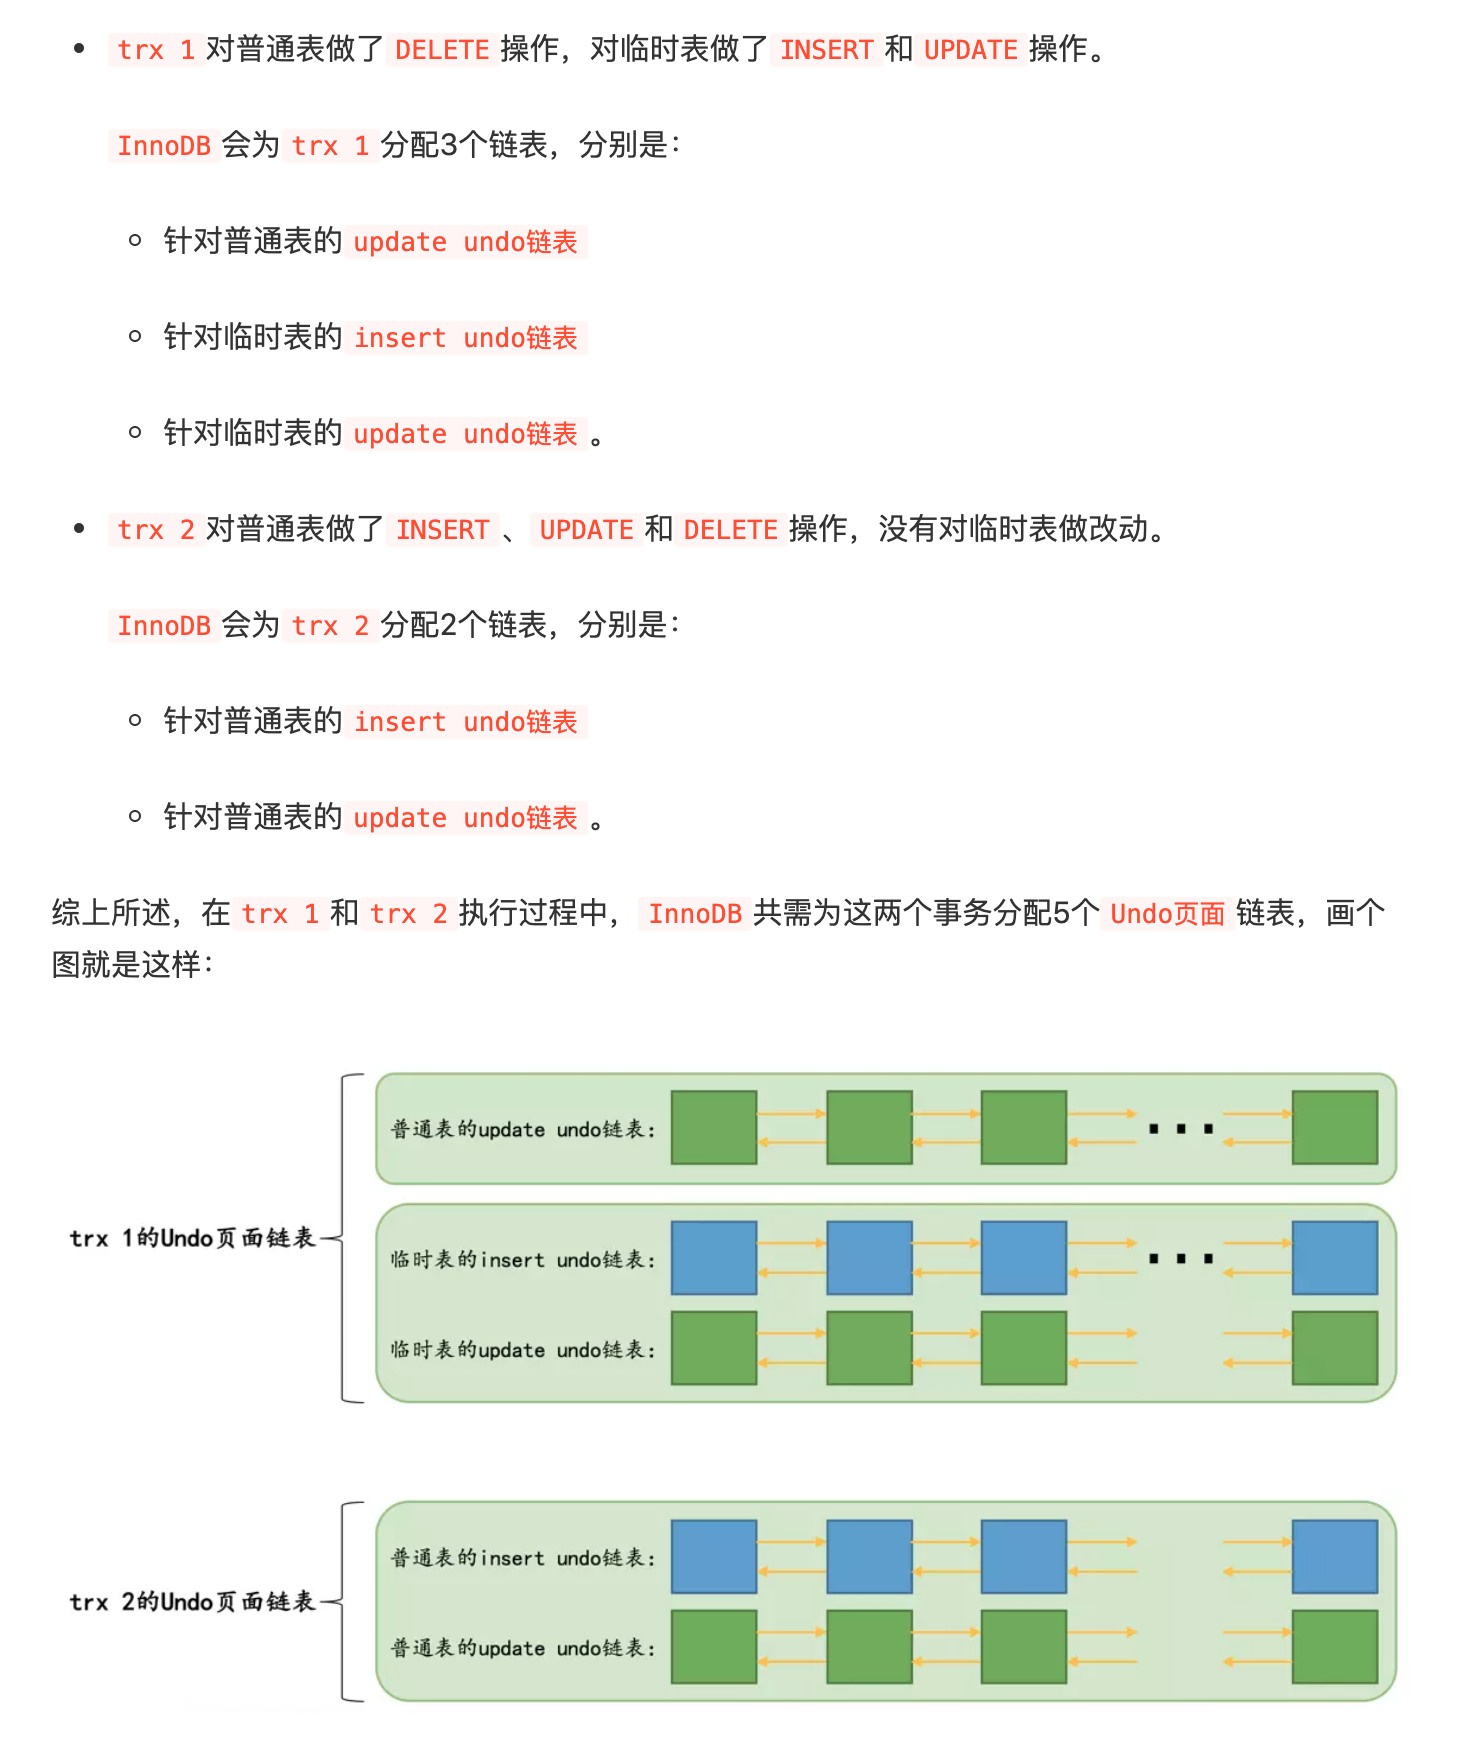 trx 1 对普通表做了 DELETE 操作，对临时表做了 INSERT 和 UPDATE 操作。
InnoDB 会为 trx 1 分配3个链表，分别是：
针对普通表的 update undo链表
针对临时表的 insert undo链表
针对临时表的 update undo链表 。
trx 2 对普通表做了 INSERT 、 UPDATE 和 DELETE 操作，没有对临时表做改动。
InnoDB 会为 trx 2 分配2个链表，分别是：
针对普通表的 insert undo链表
针对普通表的 update undo链表 。
综上所述，在 trx 1 和 trx 2 执行过程中， InnoDB 共需为这两个事务分配5个 Undo页面 链表，画个
图就是这样：
普通表的update undo链表：
trx 1的Undo页面链表
临时表的insert undo链表：
临时表的update undo链表：
普通表的insert undo链表：
trx 2的Undo页面链表
普通表的update undo链表：